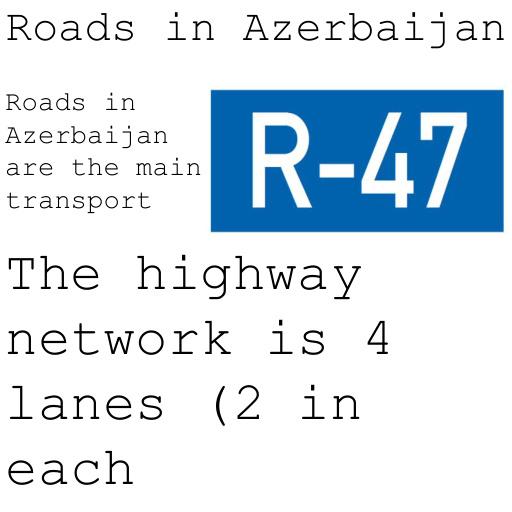 Roads in Azerbaijan
Roads in
Azerbaijan
are the main
transport
R-47
The highway
network is 4
lanes (2 in
each